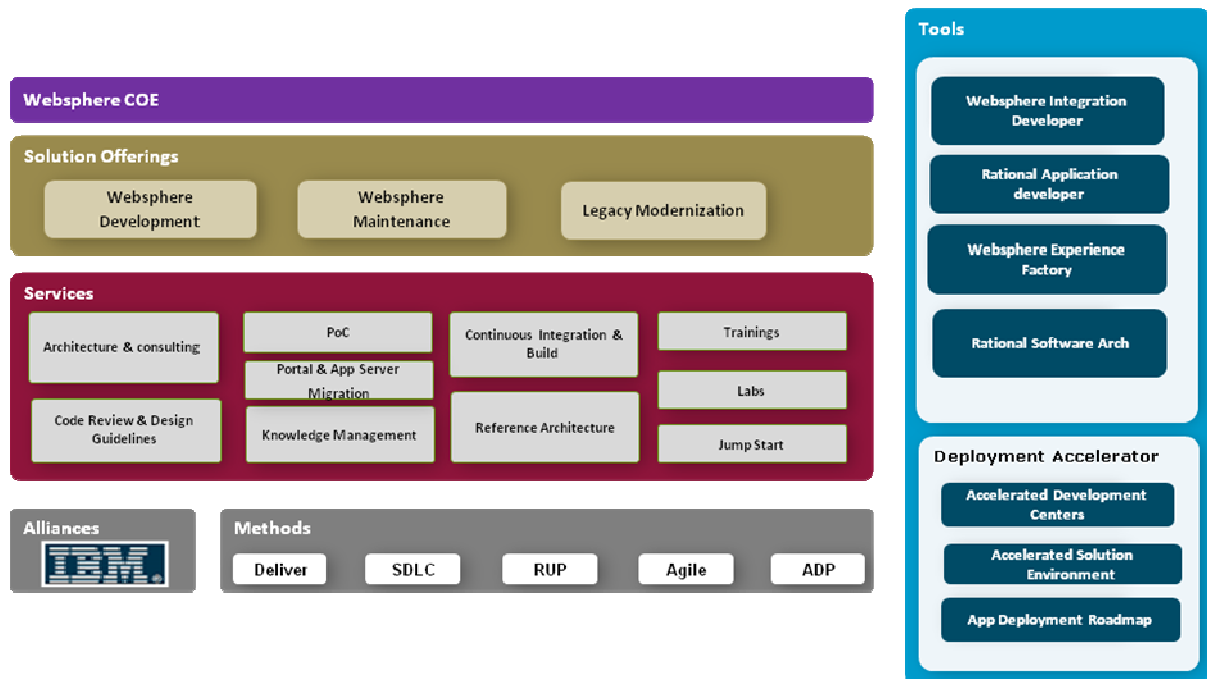 Tools
Websphere COE
Solution Offerings
Websphere
Development
Websphere
Maintenance
Legacy Modernization
Services
Architecture & consulting
Code Review & Design
Guidelines
PoC
Portal & App Server
Migration
Knowledge Management
Continuous Integration &
Build
Reference Architecture
Trainings
Labs
Jump Start
Alliances
IBM®
Methods
Deliver
SDLC
RUP
Agile
ADP
Websphere Integration
Developer
Rational Application
developer
Websphere Experience
Factory
Rational Software Arch
Deployment Accelerator
Accelerated Development
Centers
Accelerated Solution
Environment
App Deployment Roadmap